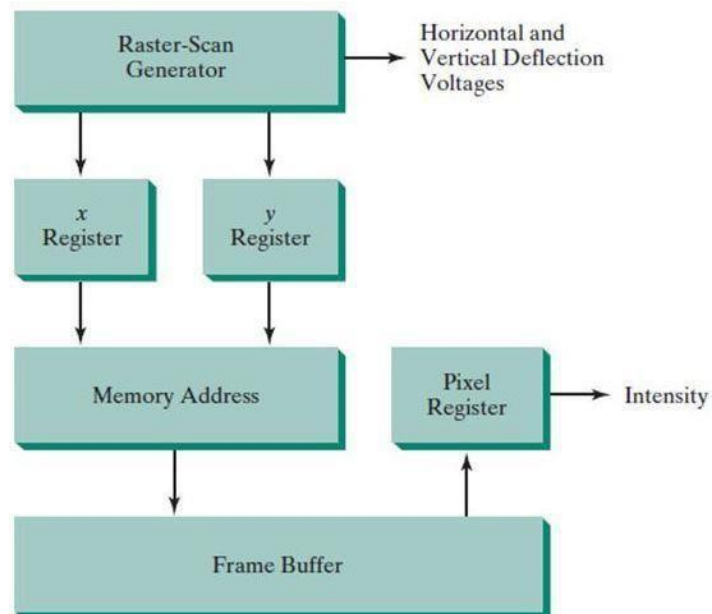 Raster-Scan
Generator
Horizontal and
Vertical Deflection
Voltages
x
Register
y
Register
Memory Address
Pixel
Register
Intensity
Frame Buffer